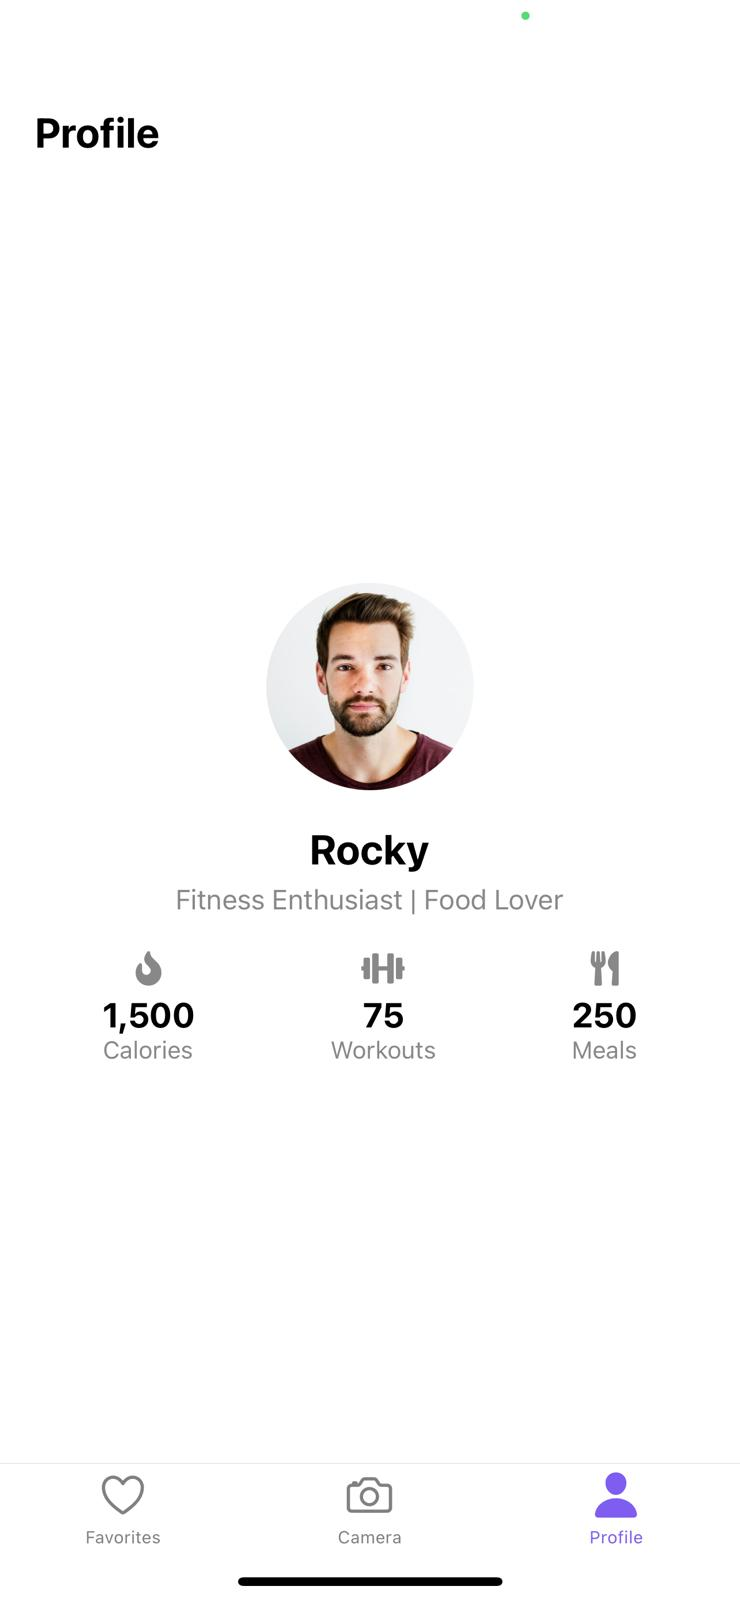 Profile
Rocky
Fitness Enthusiast | Food Lover
1,500 75 250
Calories Workouts Meals
Favorites Camera Profile